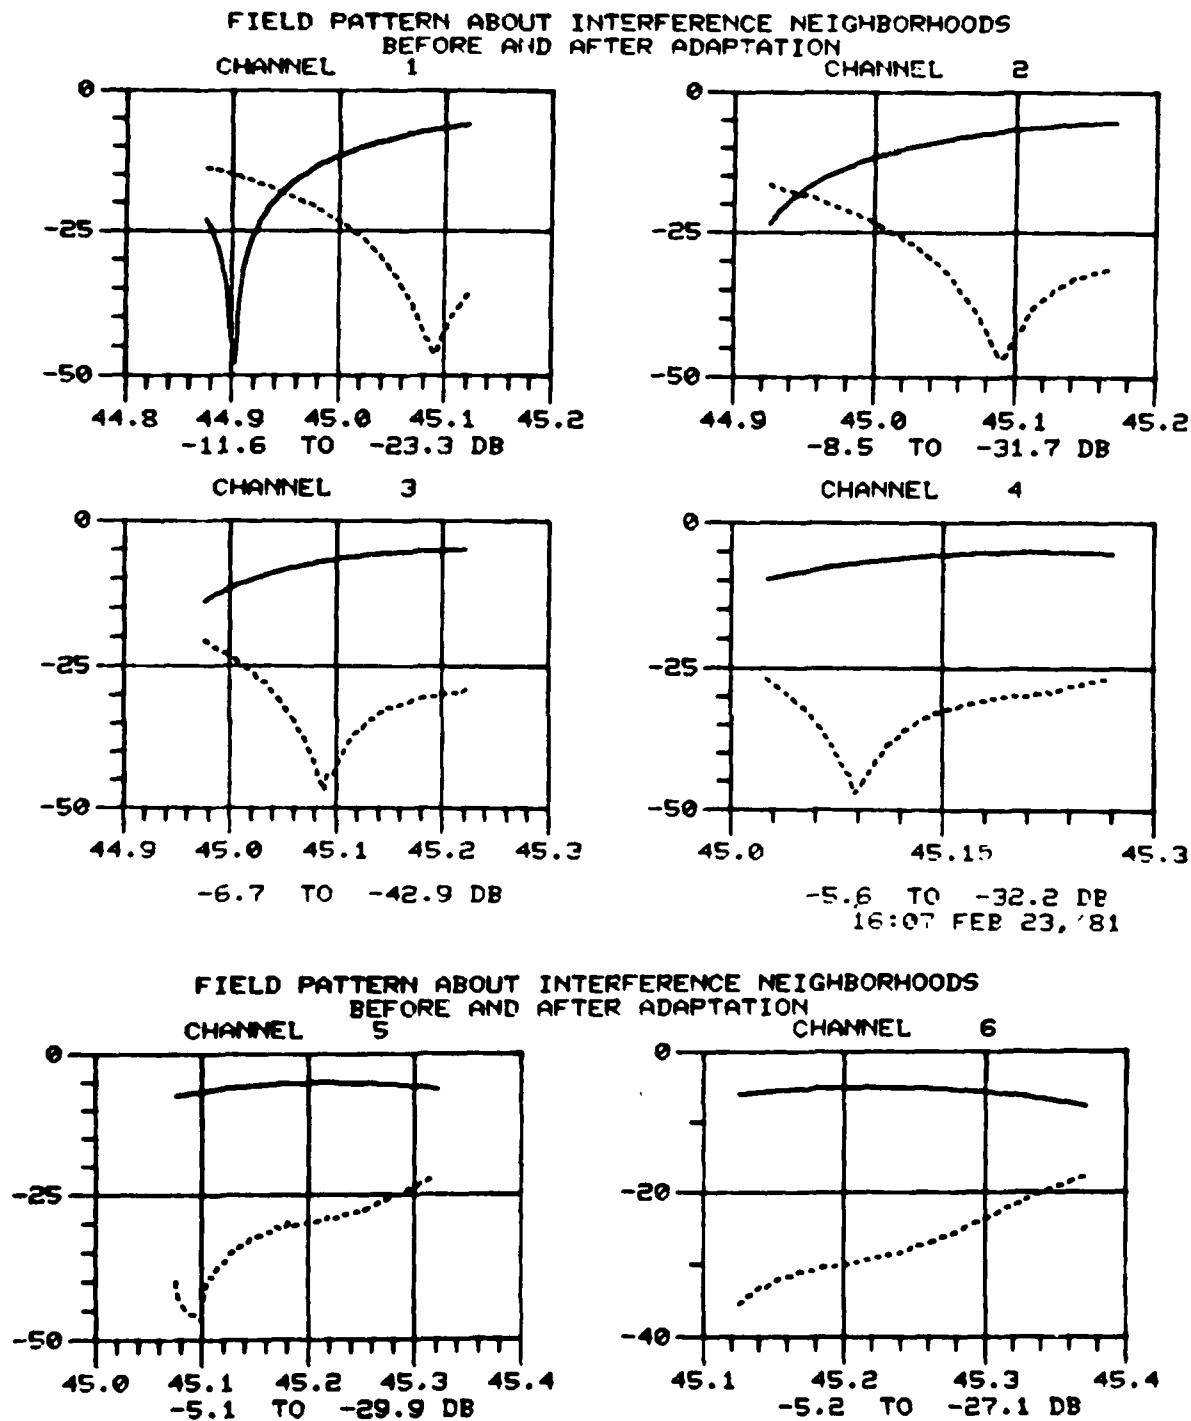 FIELD PATTERN ABOUT INTERFERENCE NEIGHBORHOODS
BEFORE AND AFTER ADAPTATION
CHANNEL 1
0
-25
-50
44.8 44.9 45.0 45.1 45.2
-11.6 TO -23.3 DB
CHANNEL 2
0
-25
-50
44.9 45.0 45.1 45.2
-8.5 TO -31.7 DB
CHANNEL 3
0
-25
-50
44.9 45.0 45.1 45.2 45.3
-6.7 TO -42.9 DB
CHANNEL 4
0
-25
-50
45.0 45.15 45.3
-5.6 TO -32.2 DB
16:07 FEB 23, '81
FIELD PATTERN ABOUT INTERFERENCE NEIGHBORHOODS
BEFORE AND AFTER ADAPTATION
CHANNEL 5
0
-25
-50
45.0 45.1 45.2 45.3 45.4
-5.1 TO -29.9 DB
CHANNEL 6
0
-20
-40
45.1 45.2 45.3 45.4
-5.2 TO -27.1 DB